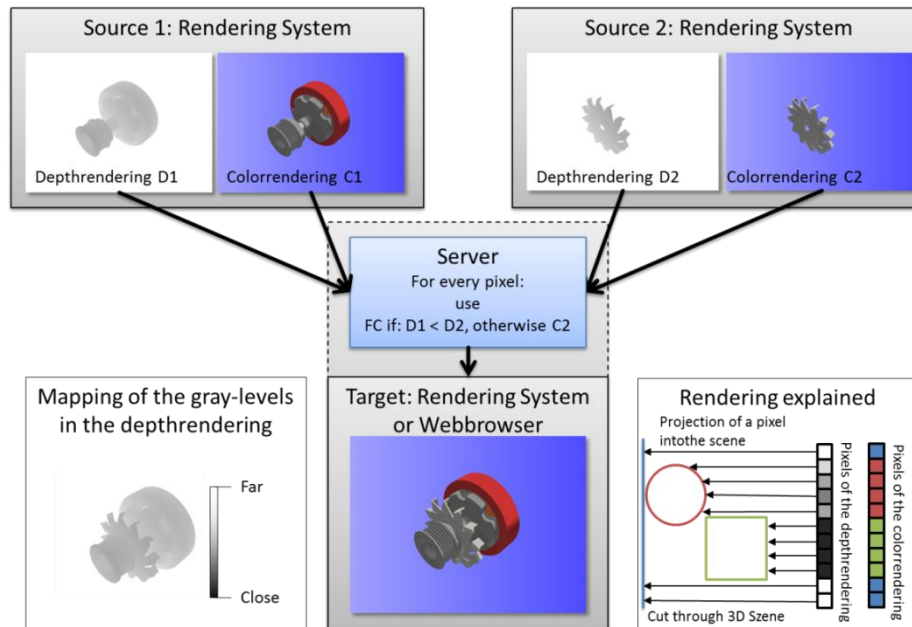 Source 1: Rendering System
Depthrendering D1
Colorrendering C1
Source 2: Rendering System
Depthrendering D2
Colorrendering C2
Server
For every pixel:
use
FC if: D1 < D2, otherwise C2
Mapping of the gray-levels
in the depthrendering
Far
Close
Target: Rendering System
or Webbrowser
Rendering explained
Projection of a pixel
intothe scene
Pixels of the depthrendering
Pixels of the colorrendering
Cut through 3D Szene